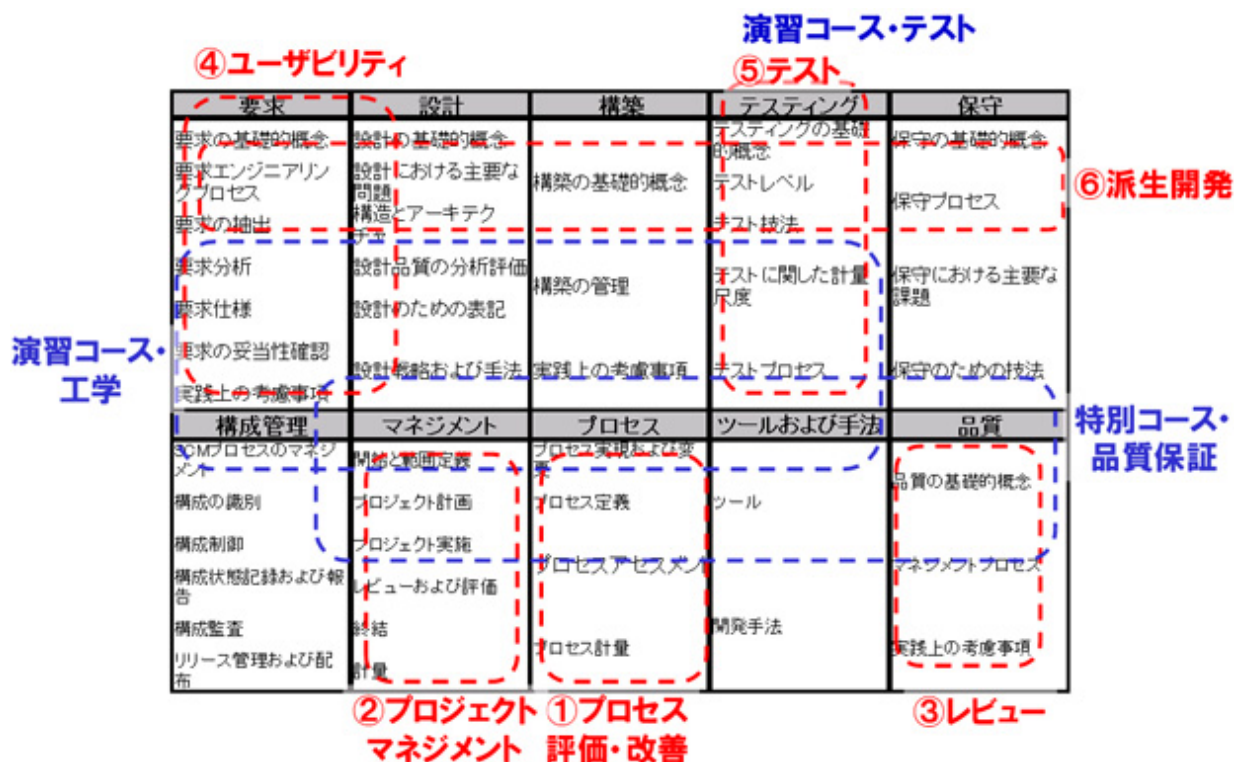 演習コース・テスト
④ユーザビリティ
⑤テスト
要求
設計
構築
テスティング
保守
要求の基礎的概念
要求エンジニアリン
グプロセス
要求の抽出
要求分析
要求仕様
要求の妥当性確認
実践上の考慮事項
設計の基礎的概念
設計における主要な
問題
構造とアーキテク
チャ
設計品質の分析評価
設計のための表記
設計戦略および手法
構築の基礎的概念
構築の管理
実践上の考慮事項
テスティングの基礎
的概念
テストレベル
テスト技法
テストに関した計量
尺度
テストプロセス
保守の基礎的概念
保守プロセス
保守における主要な
課題
保守のための技法
⑥派生開発
演習コース・
工学
構成管理
マネジメント
プロセス
ツールおよび手法
品質
SCMプロセスのマネジ
メント
構成の識別
構成制御
構成状態記録および報
告
構成監査
リリース管理および配
布
開始と範囲定義
プロジェクト計画
プロジェクト実施
レビューおよび評価
終結
計量
プロセス実現および変
更
プロセス定義
プロセスアセスメン
プロセス計量
ツール
開発手法
品質の基礎的概念
マネジメントプロセス
実践上の考慮事項
特別コース・
品質保証
②プロジェクト
マネジメント
①プロセス
評価・改善
③レビュー